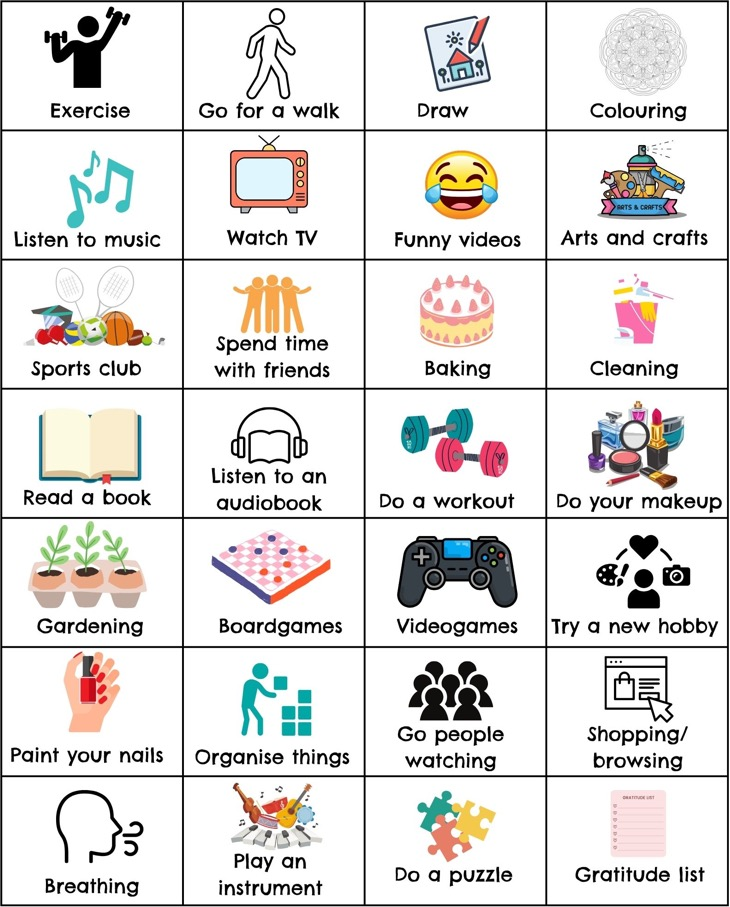 Exercise
Go for a walk
Draw
Colouring
Listen to music
Watch TV
Funny videos
ARTS & CRAFTS
Arts and crafts
Sports club
Spend time
with friends
Baking
Cleaning
Read a book
Listen to an
audiobook
Do a workout
Do your makeup
Gardening
Boardgames
Videogames
Try a new hobby
Paint your nails
Organise things
Go people
watching
Shopping/
browsing
Breathing
Play an
instrument
Do a puzzle
GRATITUDE LIST
Gratitude list